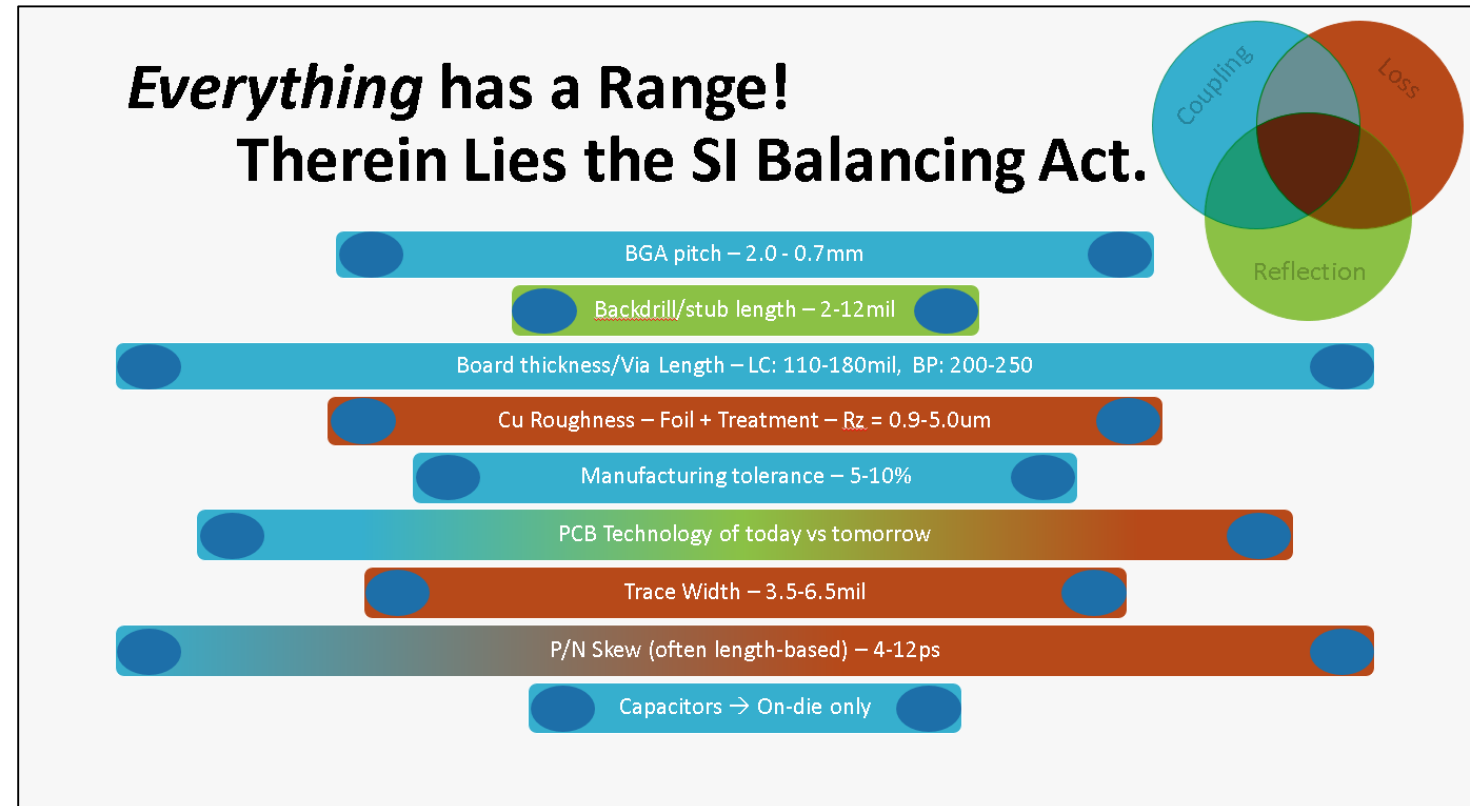 Everything has a Range!
Therein Lies the SI Balancing Act.
Coupling
Loss
Reflection
BGA pitch – 2.0 - 0.7mm
Backdrill/stub length – 2-12mil
Board thickness/Via Length – LC: 110-180mil, BP: 200-250
Cu Roughness – Foil + Treatment – Rz = 0.9-5.0um
Manufacturing tolerance – 5-10%
PCB Technology of today vs tomorrow
Trace Width – 3.5-6.5mil
P/N Skew (often length-based) – 4-12ps
Capacitors → On-die only